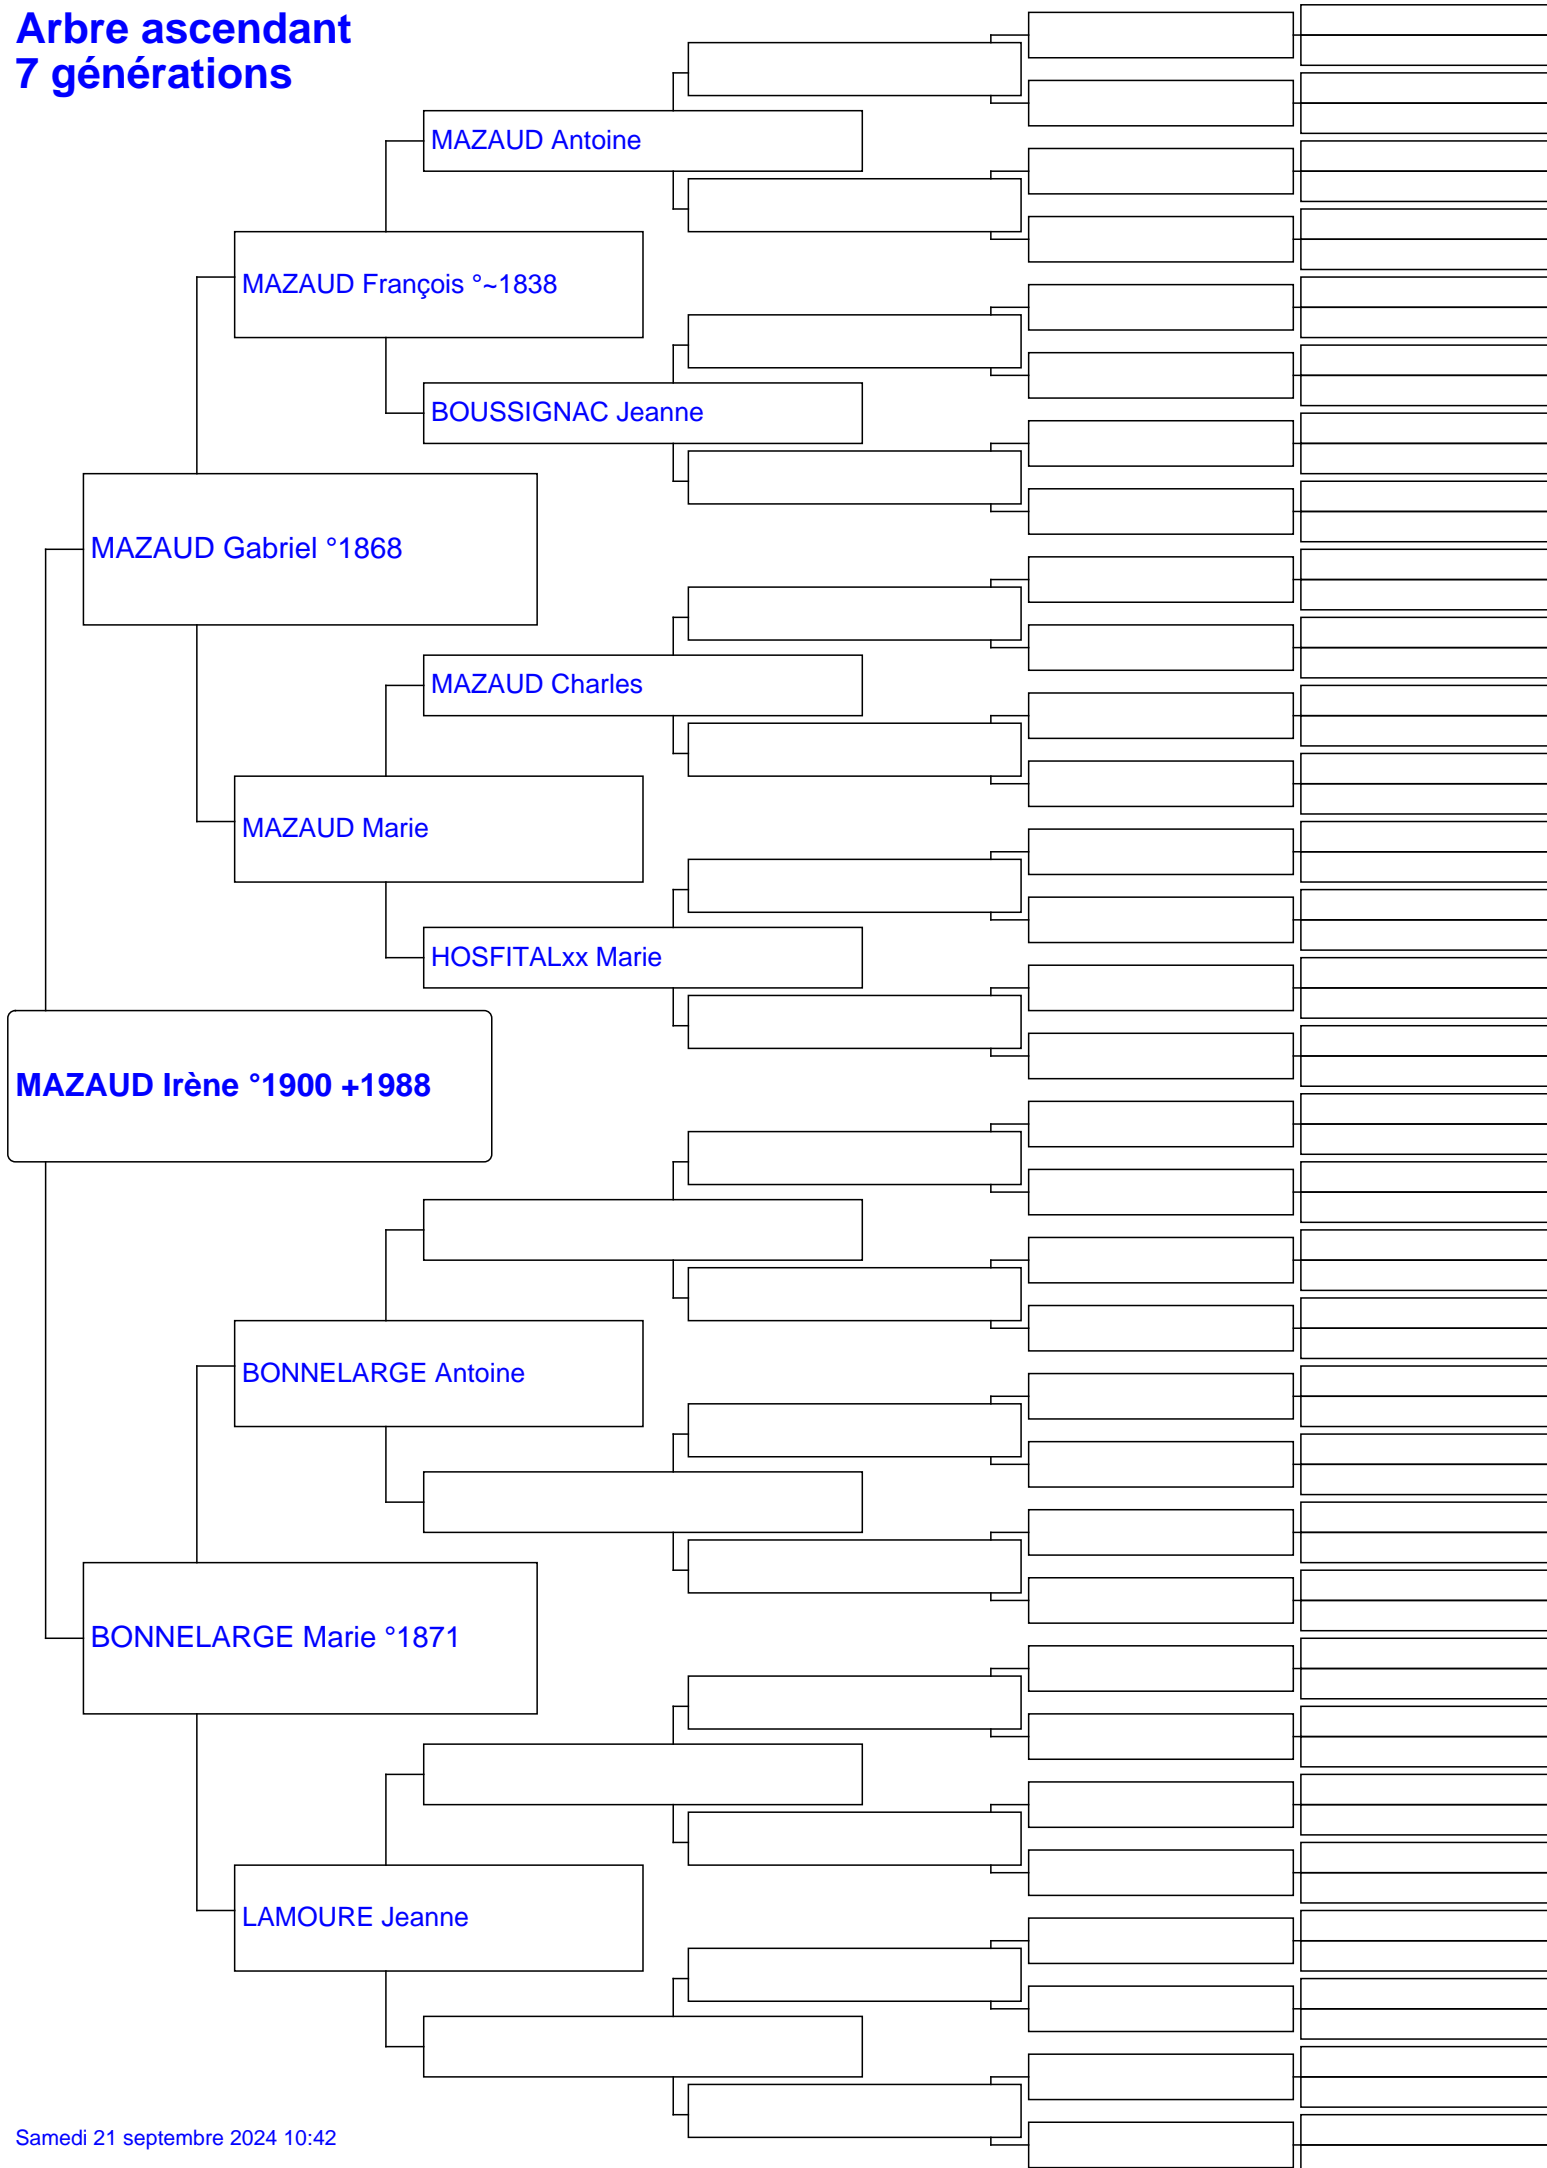 Arbre ascendant
7 générations
MAZAUD Antoine
MAZAUD François °~1838
BOUSSIGNAC Jeanne
MAZAUD Gabriel °1868
MAZAUD Charles
MAZAUD Marie
HOSFITALxx Marie
MAZAUD Irène °1900 +1988
BONNELARGE Antoine
BONNELARGE Marie °1871
LAMOURE Jeanne
Samedi 21 septembre 2024 10:42